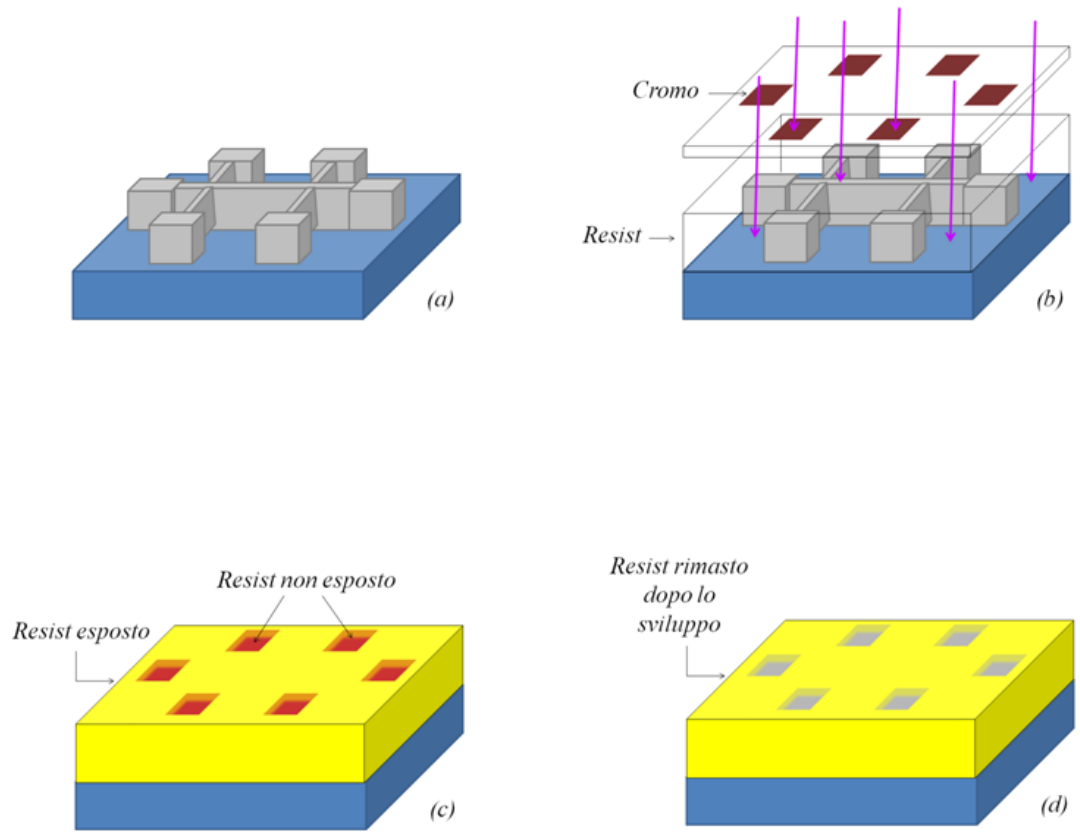 Cromo
Resist
(a)
(b)
Resist non esposto
Resist esposto
(c)
Resist rimasto
dopo lo
sviluppo
(d)